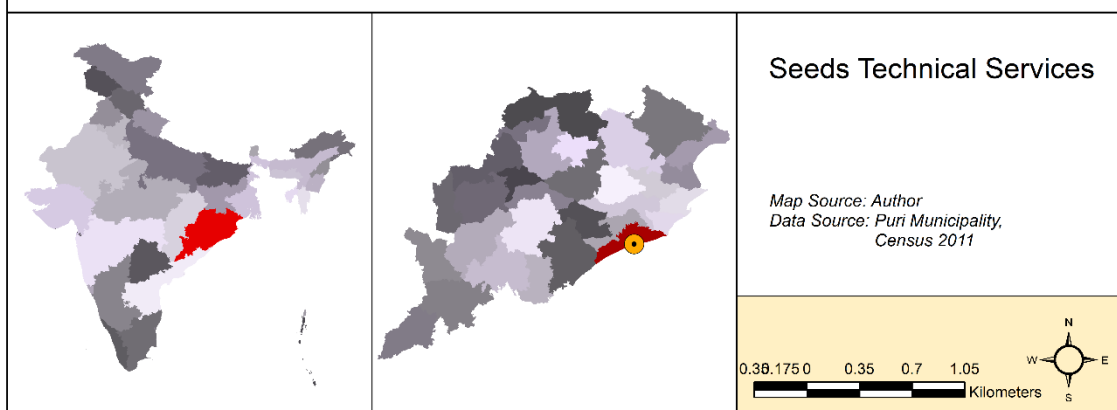 Seeds Technical Services
Map Source: Author
Data Source: Puri Municipality,
Census 2011
N
W E
S
0.35 0.175 0 0.35 0.7 1.05
Kilometers